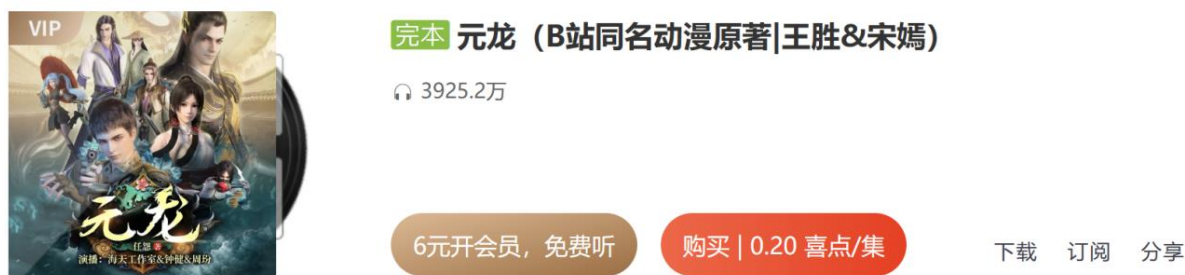 VIP
元龙
任怨 著
演播：海天工作室&钟健&周玢
完本 元龙（B站同名动漫原著|王胜&宋嫣）
3925.2万
6元开会员，免费听
购买 | 0.20 喜点/集
下载 订阅 分享